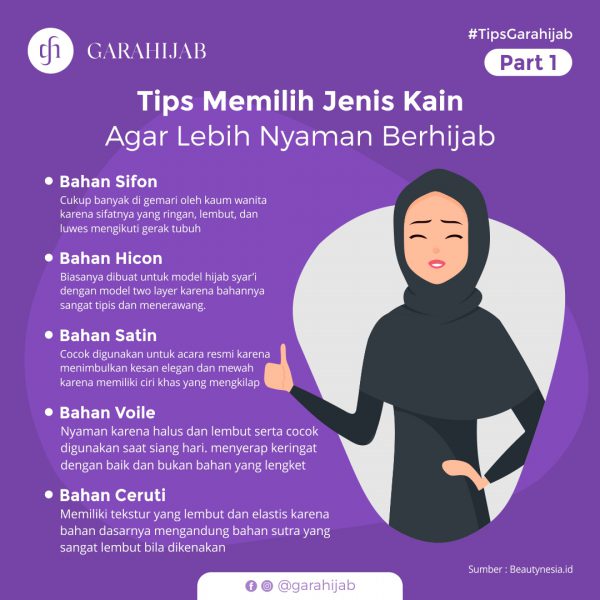 GARAHIJAB
#TipsGarahijab
Part 1
Tips Memilih Jenis Kain
Agar Lebih Nyaman Berhijab
Bahan Sifon
Cukup banyak di gemari oleh kaum wanita
karena sifatnya yang ringan, lembut, dan
luwes mengikuti gerak tubuh
Bahan Hicon
Biasanya dibuat untuk model hijab syar'i
dengan model two layer karena bahannya
sangat tipis dan menerawang.
Bahan Satin
Cocok digunakan untuk acara resmi karena
menimbulkan kesan elegan dan mewah
karena memiliki ciri khas yang mengkilap
Bahan Voile
Nyaman karena halus dan lembut serta cocok
digunakan saat siang hari, menyerap keringat
dengan baik dan bukan bahan yang lengket
Bahan Ceruti
Memiliki tekstur yang lembut dan elastis karena
bahan dasarnya mengandung bahan sutra yang
sangat lembut bila dikenakan
Sumber : Beautynesia.id
@garahijab